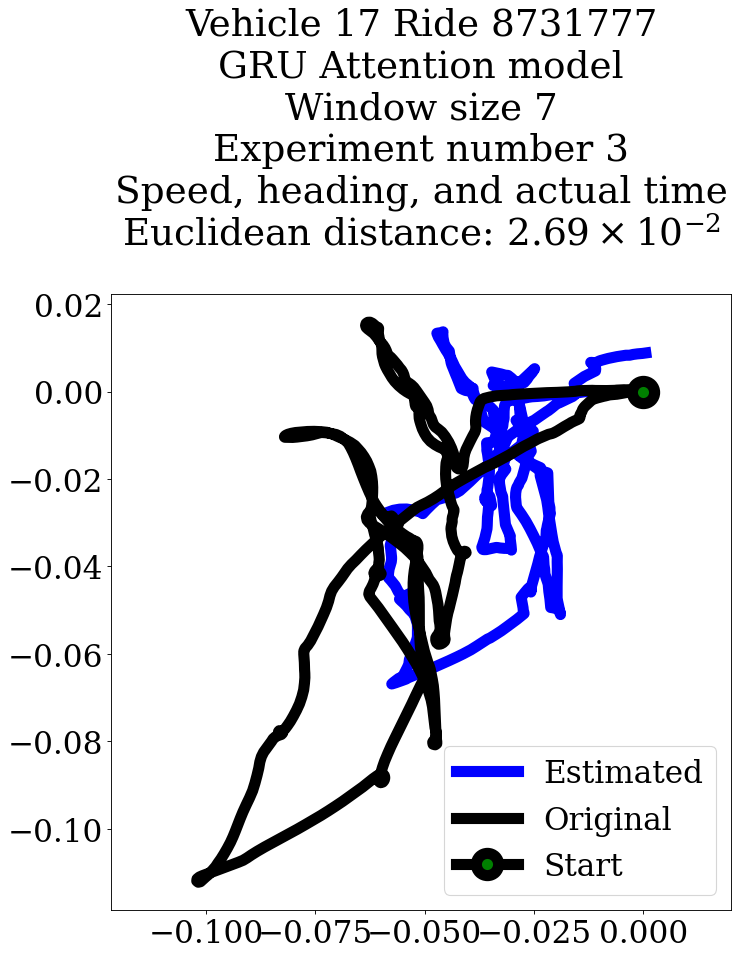 Vehicle 17 Ride 8731777
GRU Attention model
Window size 7
Experiment number 3
Speed, heading, and actual time
Euclidean distance: 2.69 × 10⁻²
0.02
0.00
−0.02
−0.04
−0.06
−0.08
−0.10
Estimated
Original
Start
−0.100 −0.075 −0.050 −0.025 0.000